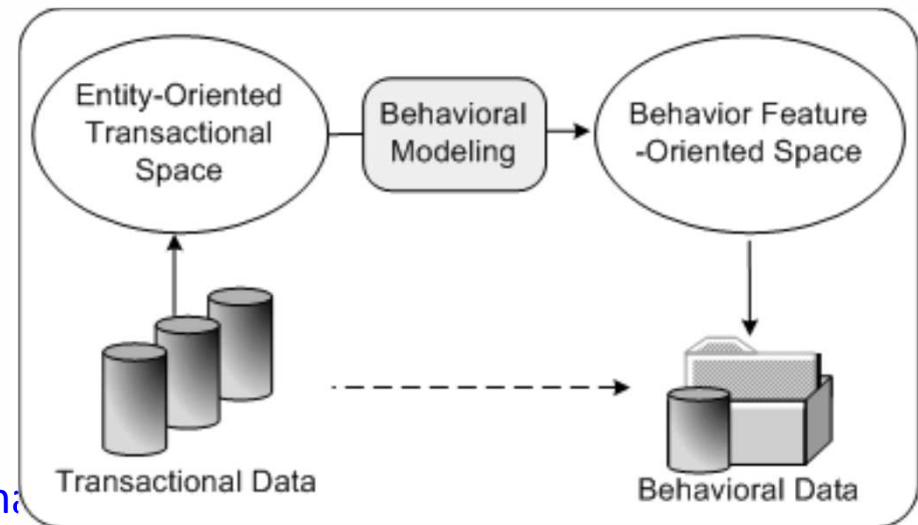 Entity-Oriented
Transactional
Space
Behavioral
Modeling
Behavior Feature
-Oriented Space
Transactional Data
Behavioral Data